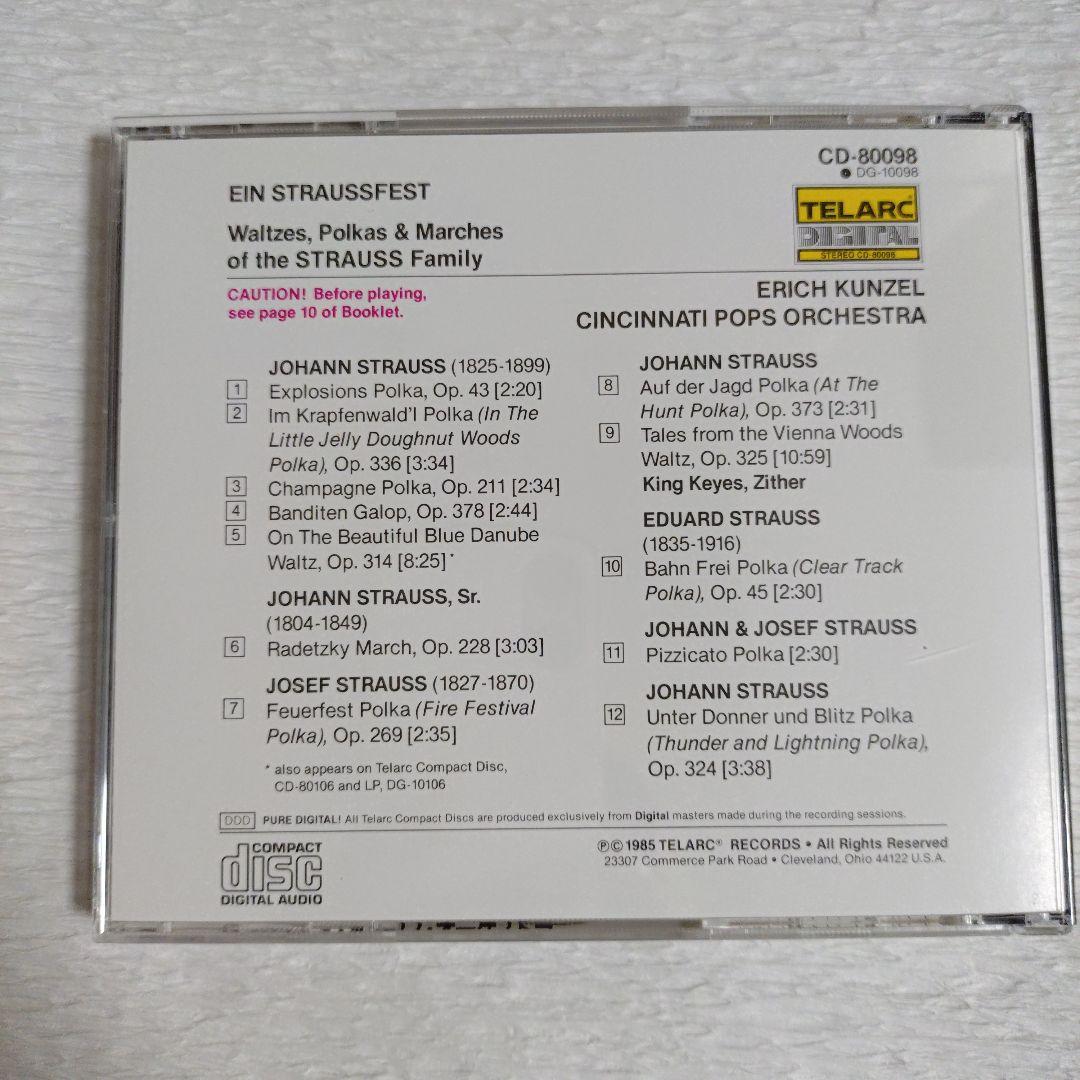 CD-80098
● DG-10098
TELARC
DIGITAL
STEREO CD-80098
EIN STRAUSSFEST
Waltzes, Polkas & Marches
of the STRAUSS Family
CAUTION! Before playing,
see page 10 of Booklet.
ERICH KUNZEL
CINCINNATI POPS ORCHESTRA
JOHANN STRAUSS (1825-1899)
1 Explosions Polka, Op. 43 [2:20]
2 Im Krapfenwald'l Polka (In The
Little Jelly Doughnut Woods
Polka), Op. 336 [3:34]
3 Champagne Polka, Op. 211 [2:34]
4 Banditen Galop, Op. 378 [2:44]
5 On The Beautiful Blue Danube
Waltz, Op. 314 [8:25]*
JOHANN STRAUSS, Sr.
(1804-1849)
6 Radetzky March, Op. 228 [3:03]
JOSEF STRAUSS (1827-1870)
7 Feuerfest Polka (Fire Festival
Polka), Op. 269 [2:35]
* also appears on Telarc Compact Disc,
CD-80106 and LP, DG-10106
JOHANN STRAUSS
8 Auf der Jagd Polka (At The
Hunt Polka), Op. 373 [2:31]
9 Tales from the Vienna Woods
Waltz, Op. 325 [10:59]
King Keyes, Zither
EDUARD STRAUSS
(1835-1916)
10 Bahn Frei Polka (Clear Track
Polka), Op. 45 [2:30]
JOHANN & JOSEF STRAUSS
11 Pizzicato Polka [2:30]
JOHANN STRAUSS
12 Unter Donner und Blitz Polka
(Thunder and Lightning Polka),
Op. 324 [3:38]
DDD PURE DIGITAL! All Telarc Compact Discs are produced exclusively from Digital masters made during the recording sessions.
COMPACT
disc
DIGITAL AUDIO
℗©1985 TELARC® RECORDS • All Rights Reserved
23307 Commerce Park Road • Cleveland, Ohio 44122 U.S.A.